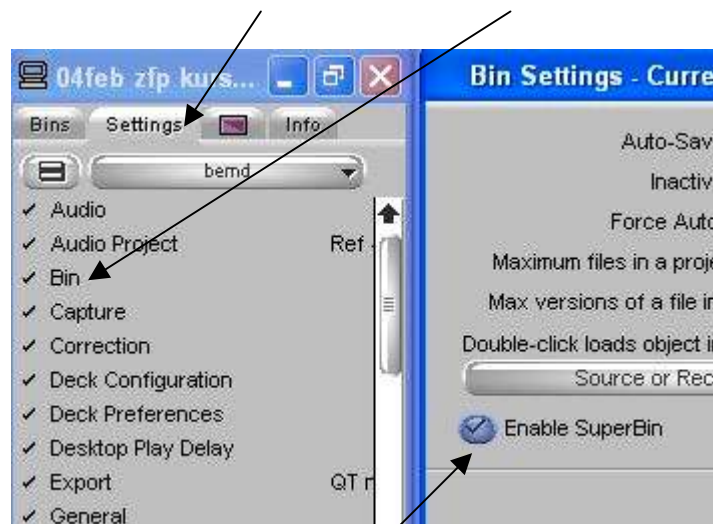 04feb zfp kurs...
Bins Settings Info
bernd
Audio
Audio Project Ref
Bin
Capture
Correction
Deck Configuration
Deck Preferences
Desktop Play Delay
Export QT
General
Bin Settings - Curre
Auto-Sav
Inactiv
Force Auto
Maximum files in a proje
Max versions of a file in
Double-click loads object i
Source or Rec
Enable SuperBin